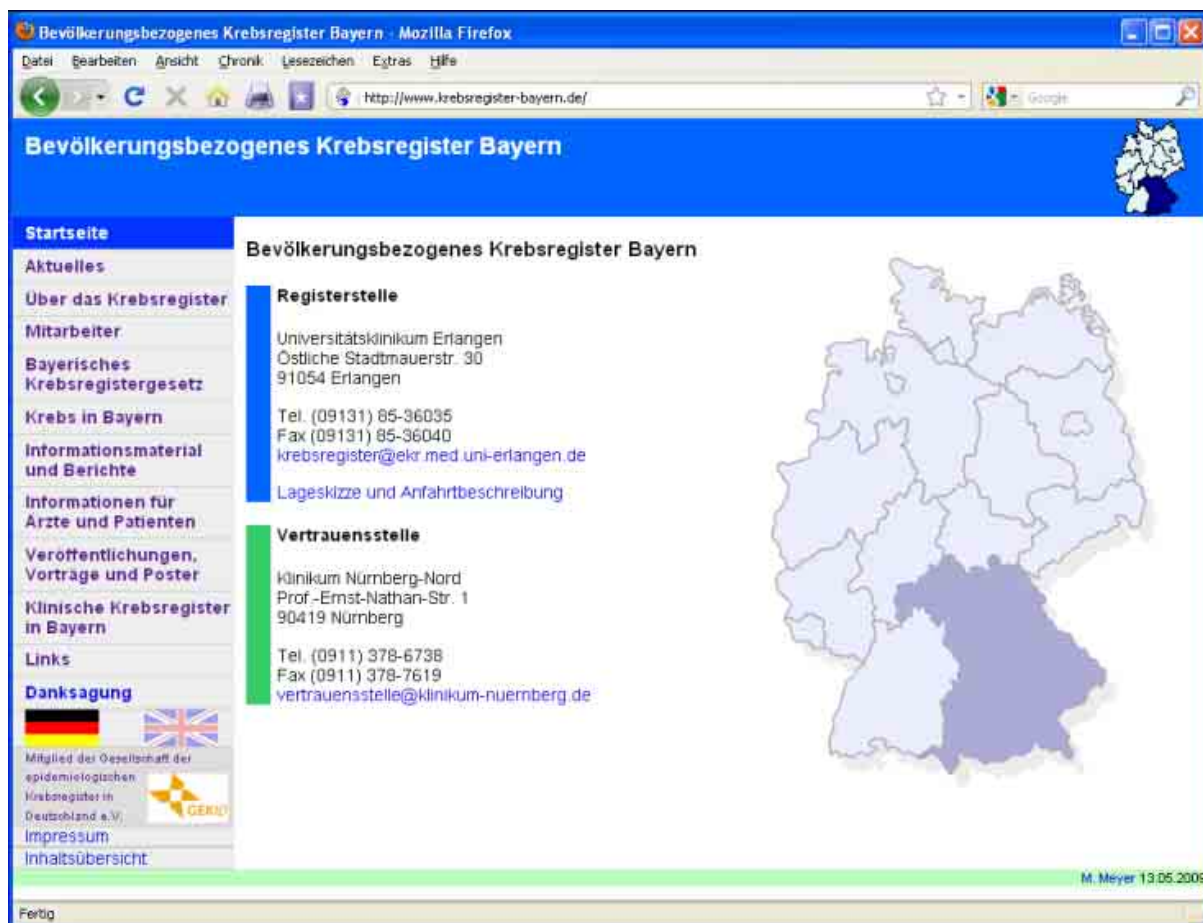 Bevölkerungsbezogenes Krebsregister Bayern - Mozilla Firefox
Datei Bearbeiten Ansicht Chronik Lesezeichen Extras Hilfe
http://www.krebsregister-bayern.de/
Google
Bevölkerungsbezogenes Krebsregister Bayern
Startseite
Aktuelles
Über das Krebsregister
Mitarbeiter
Bayerisches
Krebsregistergesetz
Krebs in Bayern
Informationsmaterial
und Berichte
Informationen für
Ärzte und Patienten
Veröffentlichungen,
Vorträge und Poster
Klinische Krebsregister
in Bayern
Links
Danksagung
Mitglied der Gesellschaft der
epidemiologischen
Krebsregister in
Deutschland e.V.
GEKID
Impressum
Inhaltsübersicht
Bevölkerungsbezogenes Krebsregister Bayern
Registerstelle
Universitätsklinikum Erlangen
Östliche Stadtmauerstr. 30
91054 Erlangen
Tel. (09131) 85-36035
Fax (09131) 85-36040
krebsregister@ekr.med.uni-erlangen.de
Lageskizze und Anfahrtbeschreibung
Vertrauensstelle
Klinikum Nürnberg-Nord
Prof.-Ernst-Nathan-Str. 1
90419 Nürnberg
Tel. (0911) 378-6738
Fax (0911) 378-7619
vertrauensstelle@klinikum-nuernberg.de
M. Meyer 13.05.2009
Fertig